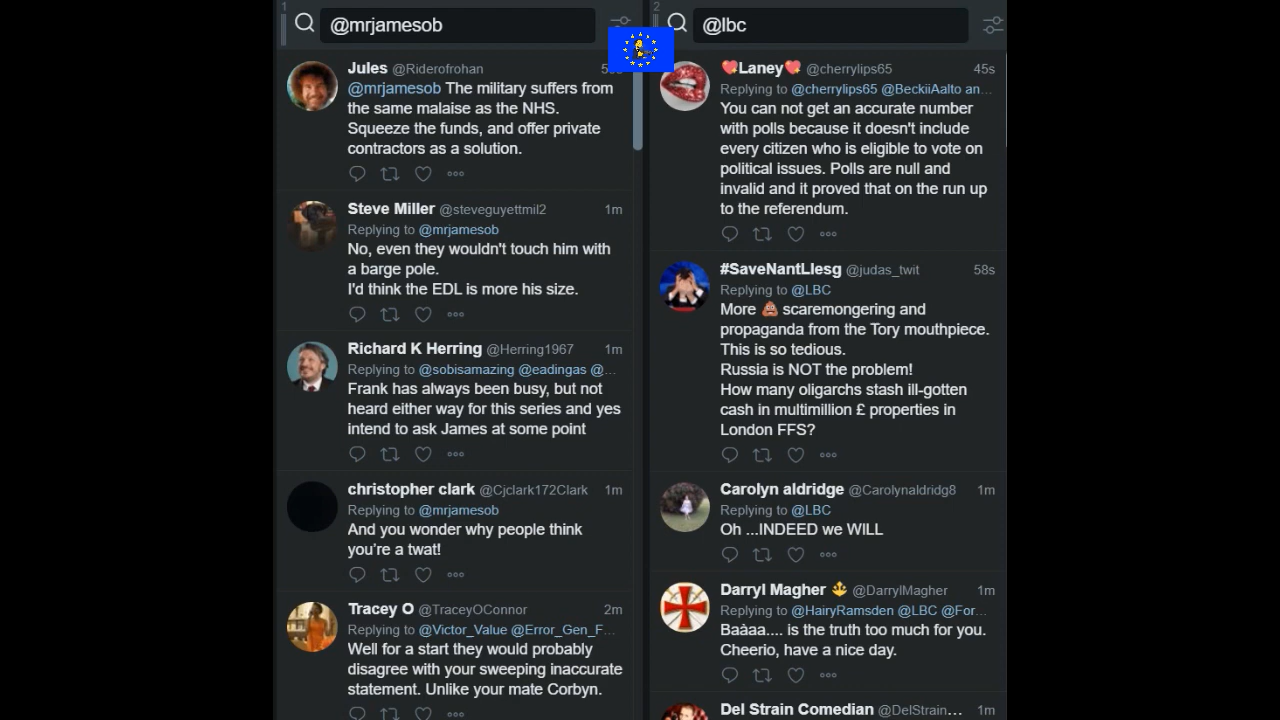 1
@mrjamesob
Jules @Riderofrohan
@mrjamesob The military suffers from
the same malaise as the NHS.
Squeeze the funds, and offer private
contractors as a solution.
Steve Miller @steveguyettmil2 1m
Replying to @mrjamesob
No, even they wouldn't touch him with
a barge pole.
I'd think the EDL is more his size.
Richard K Herring @Herring1967 1m
Replying to @sobisamazing @eadingas @...
Frank has always been busy, but not
heard either way for this series and yes
intend to ask James at some point
christopher clark @Cjclark172Clark 1m
Replying to @mrjamesob
And you wonder why people think
you're a twat!
Tracey O @TraceyOConnor 2m
Replying to @Victor_Value @Error_Gen_F...
Well for a start they would probably
disagree with your sweeping inaccurate
statement. Unlike your mate Corbyn.
2
@lbc
💖Laney💖 @cherrylips65 45s
Replying to @cherrylips65 @BeckiiAalto an...
You can not get an accurate number
with polls because it doesn't include
every citizen who is eligible to vote on
political issues. Polls are null and
invalid and it proved that on the run up
to the referendum.
#SaveNantLlesg @judas_twit 58s
Replying to @LBC
More 💩 scaremongering and
propaganda from the Tory mouthpiece.
This is so tedious.
Russia is NOT the problem!
How many oligarchs stash ill-gotten
cash in multimillion £ properties in
London FFS?
Carolyn aldridge @Carolynaldridg8 1m
Replying to @LBC
Oh ...INDEED we WILL
Darryl Magher 🔱 @DarrylMagher 1m
Replying to @HairyRamsden @LBC @For...
Baàaa.... is the truth too much for you.
Cheerio, have a nice day.
Del Strain Comedian @DelStrain... 1m